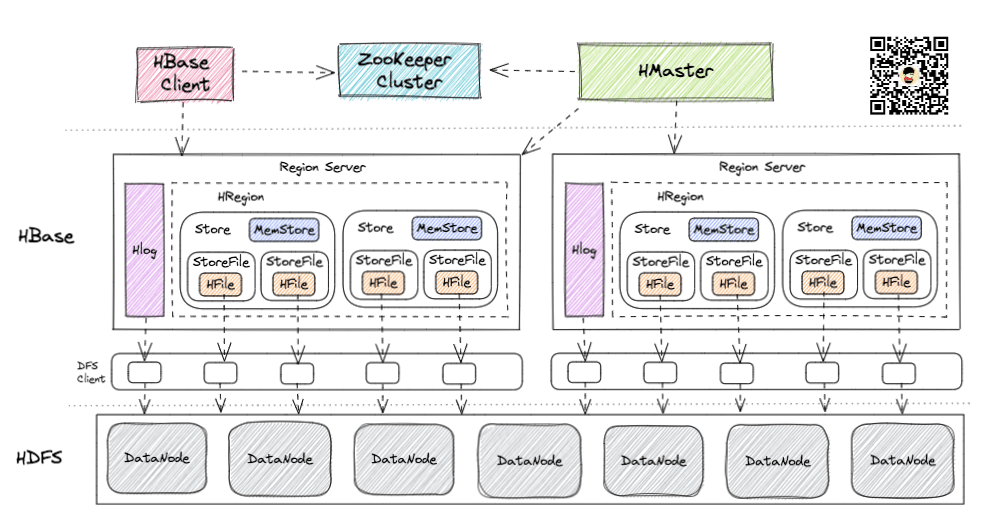 HBase
Client
ZooKeeper
Cluster
HMaster
HBase
Region Server
Hlog
HRegion
Store
MemStore
StoreFile
HFile
StoreFile
HFile
Store
MemStore
StoreFile
HFile
StoreFile
HFile
Region Server
Hlog
HRegion
Store
MemStore
StoreFile
HFile
StoreFile
HFile
Store
MemStore
StoreFile
HFile
StoreFile
HFile
DFS
Client
HDFS
DataNode
DataNode
DataNode
DataNode
DataNode
DataNode
DataNode